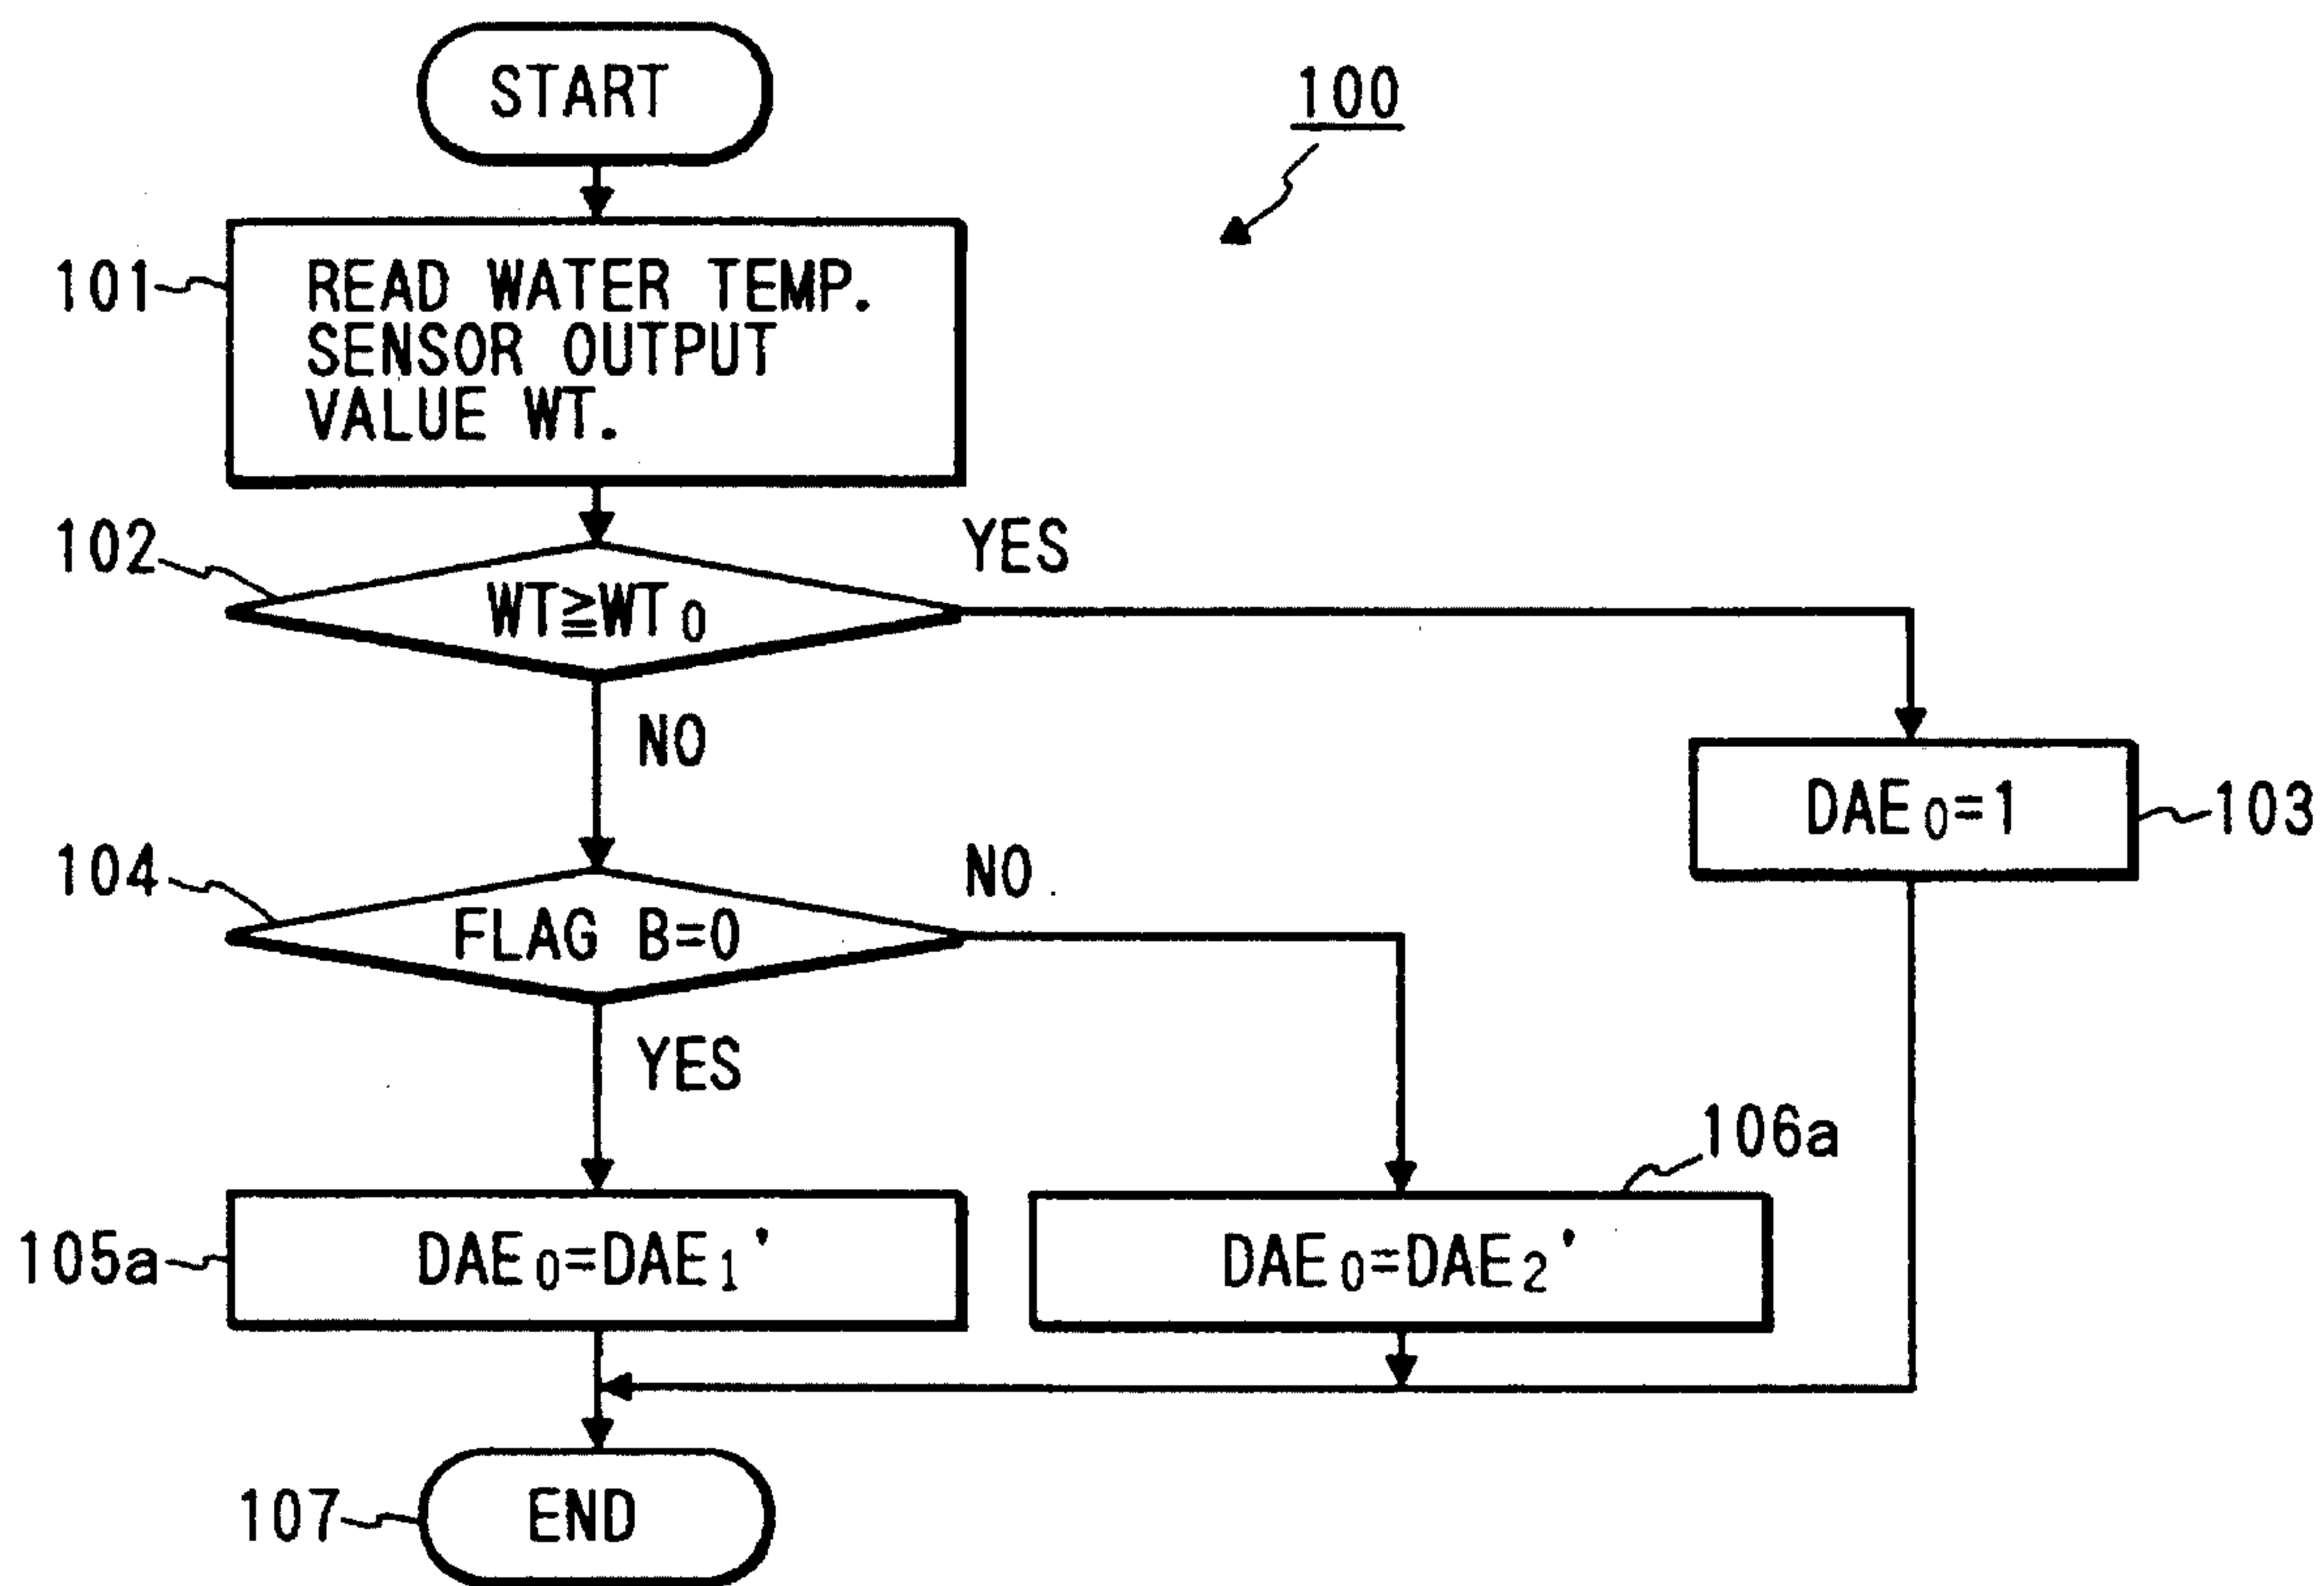 START
100
101
READ WATER TEMP.
SENSOR OUTPUT
VALUE WT.
102
WT≧WT₀
YES
NO
DAE₀=1
103
104
FLAG B=0
NO
YES
106a
105a
DAE₀=DAE₁'
DAE₀=DAE₂'
107
END